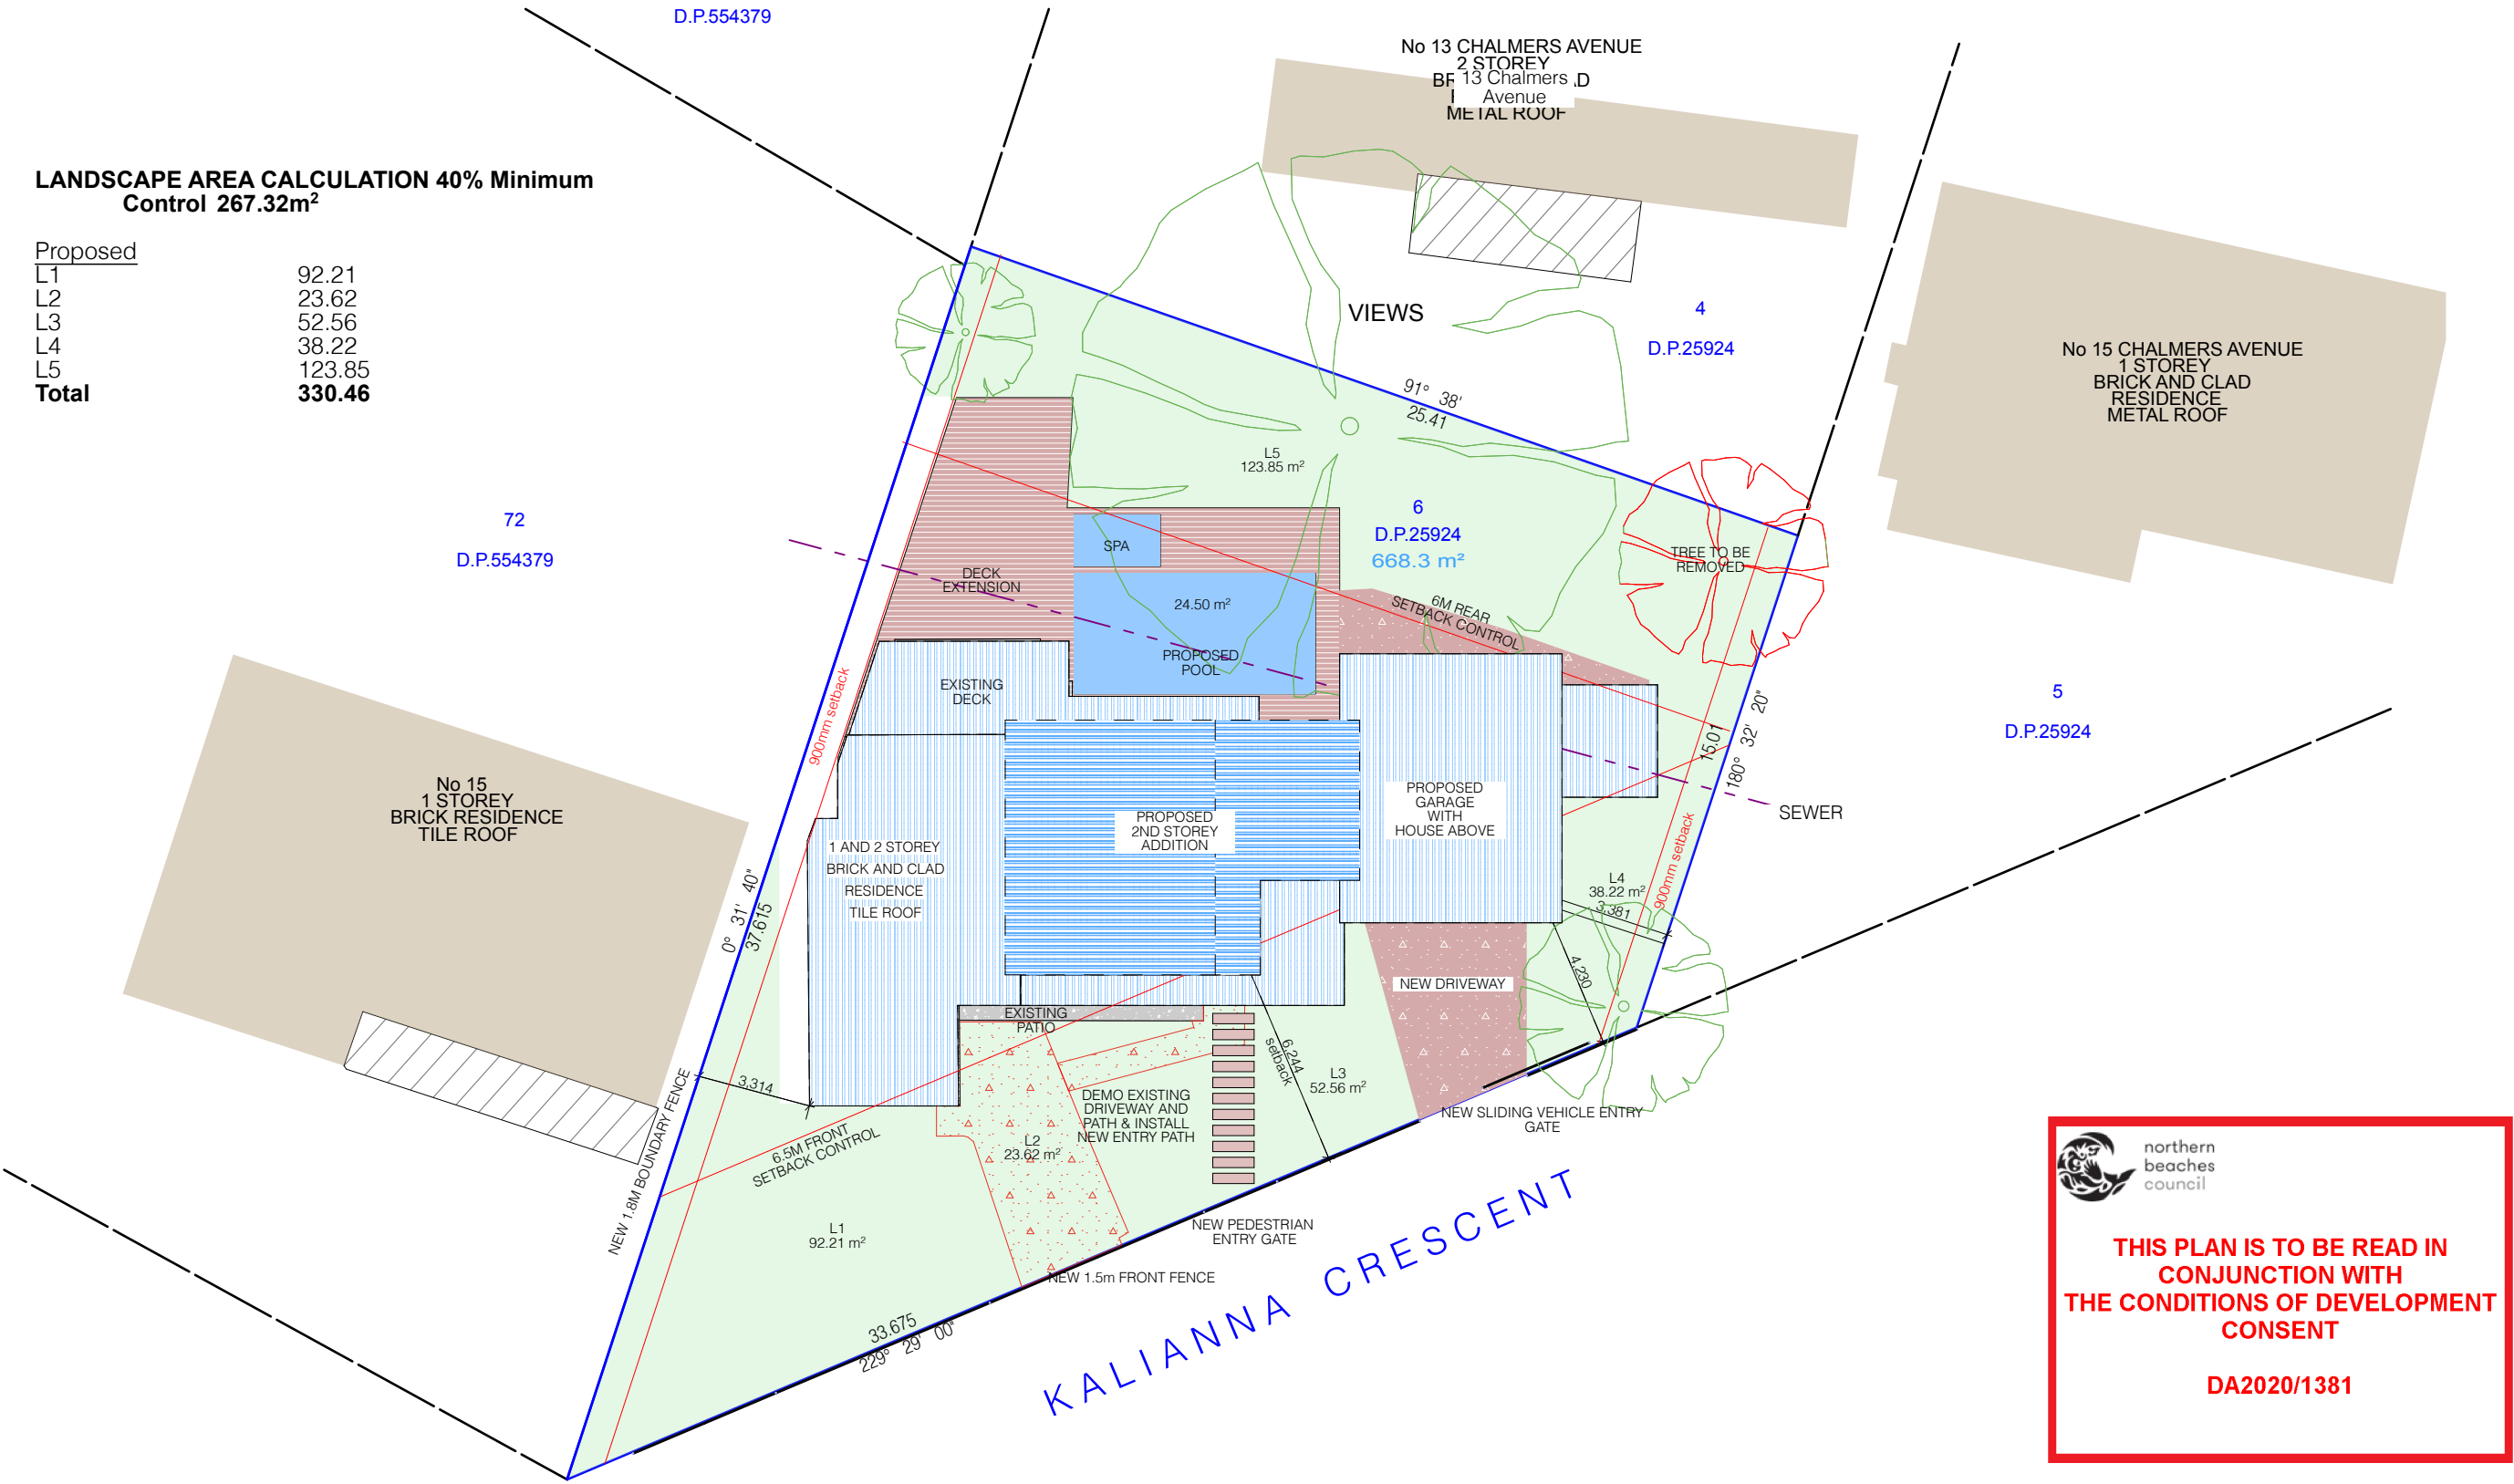 D.P.554379
No 13 CHALMERS AVENUE
2 STOREY
13 Chalmers
Avenue
METAL ROOF
LANDSCAPE AREA CALCULATION 40% Minimum
Control 267.32m²
Proposed
L1 92.21
L2 23.62
L3 52.56
L4 38.22
L5 123.85
Total 330.46
VIEWS
4
D.P.25924
No 15 CHALMERS AVENUE
1 STOREY
BRICK AND CLAD
RESIDENCE
METAL ROOF
91° 38'
25.41
L5
123.85 m²
72
D.P.554379
6
D.P.25924
668.3 m²
SPA
TREE TO BE
REMOVED
DECK
EXTENSION
24.50 m²
6M REAR
SETBACK CONTROL
PROPOSED
POOL
EXISTING
DECK
900mm setback
5
D.P.25924
15.01
180° 32' 20"
SEWER
No 15
1 STOREY
BRICK RESIDENCE
TILE ROOF
PROPOSED
GARAGE
WITH
HOUSE ABOVE
PROPOSED
2ND STOREY
ADDITION
1 AND 2 STOREY
BRICK AND CLAD
RESIDENCE
TILE ROOF
900mm setback
L4
38.22 m²
3,381
0° 31' 40"
37.615
4,230
NEW DRIVEWAY
EXISTING
PATIO
6,244
setback
L3
52.56 m²
3,314
DEMO EXISTING
DRIVEWAY AND
PATH & INSTALL
NEW ENTRY PATH
NEW SLIDING VEHICLE ENTRY
GATE
6.5M FRONT
SETBACK CONTROL
L2
23.62 m²
NEW 1.8M BOUNDARY FENCE
L1
92.21 m²
NEW PEDESTRIAN
ENTRY GATE
NEW 1.5m FRONT FENCE
33.675
229° 29' 00"
KALIANNA CRESCENT
northern
beaches
council
THIS PLAN IS TO BE READ IN
CONJUNCTION WITH
THE CONDITIONS OF DEVELOPMENT
CONSENT
DA2020/1381